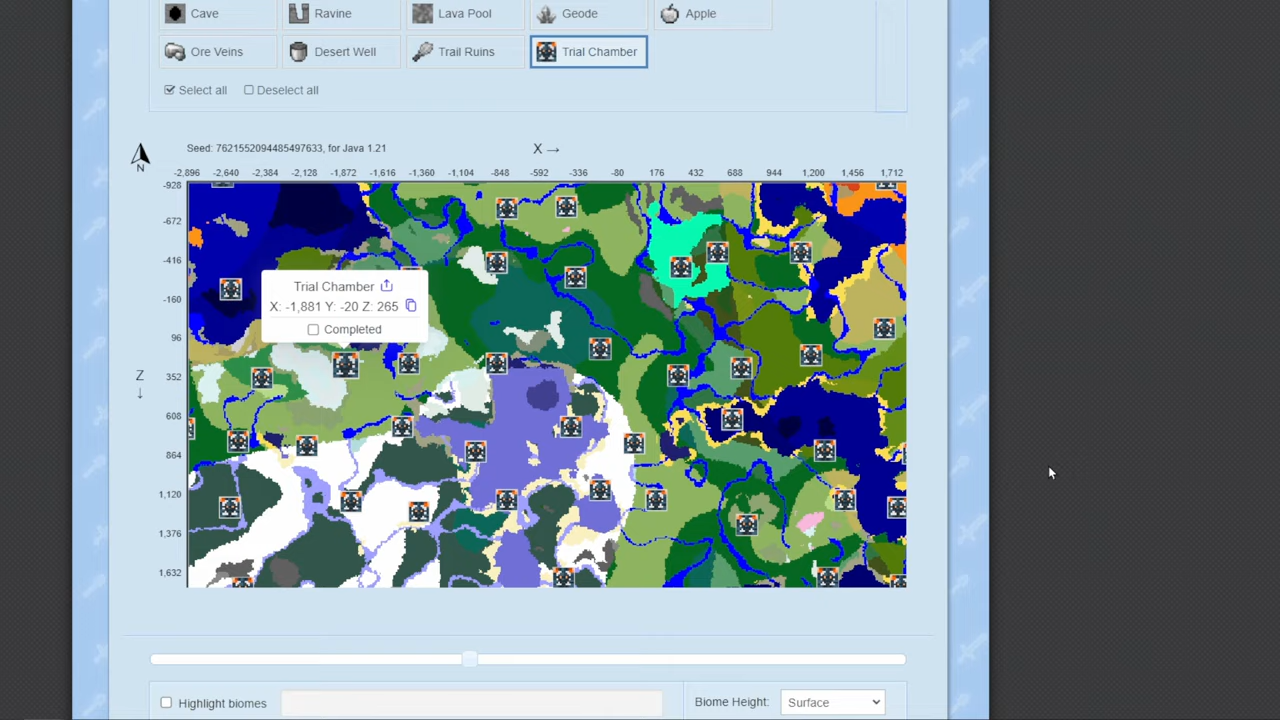 Cave Ravine Lava Pool Geode Apple
Ore Veins Desert Well Trail Ruins Trial Chamber
Select all Deselect all
Seed: 7621552094485497633, for Java 1.21 X →
N
-2,896 -2,640 -2,384 -2,128 -1,872 -1,616 -1,360 -1,104 -848 -592 -336 -80 176 432 688 944 1,200 1,456 1,712
-928
-672
-416
Trial Chamber
-160
X: -1,881 Y: -20 Z: 265
Completed
96
Z ↓
352
608
864
1,120
1,376
1,632
Highlight biomes Biome Height: Surface